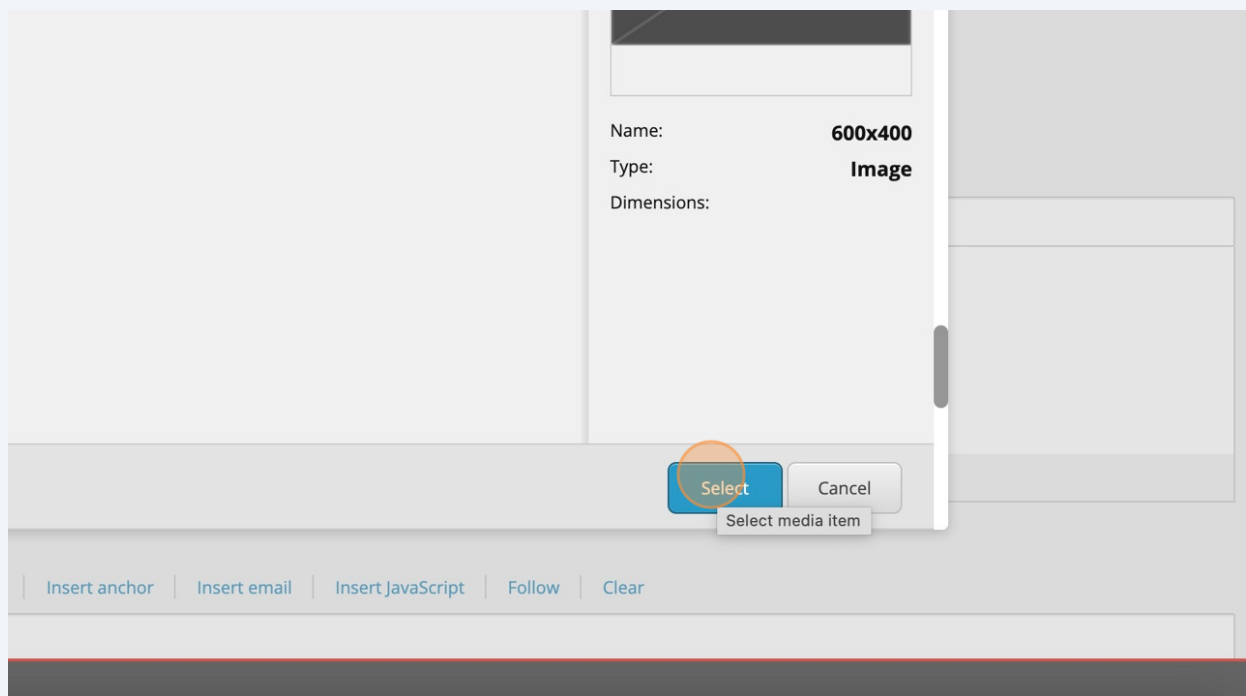 Name: 600x400
Type: Image
Dimensions:
Select Cancel
Select media item
Insert anchor Insert email Insert JavaScript Follow Clear